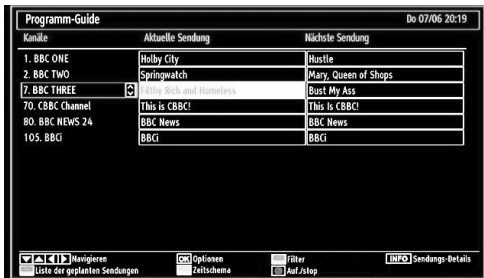 Programm-Guide Do 07/06 20:19
Kanäle Aktuelle Sendung Nächste Sendung
1. BBC ONE Holby City Hustle
2. BBC TWO Springwatch Mary, Queen of Shops
7. BBC THREE Filthy Rich and Homeless Bust My Ass
70. CBBC Channel This is CBBC! This Is CBBC!
80. BBC NEWS 24 BBC News BBC News
105. BBCi BBCi BBCi
Navigieren OK Optionen Filter INFO Sendungs-Details
Liste der geplanten Sendungen Zeitschema Auf./stop